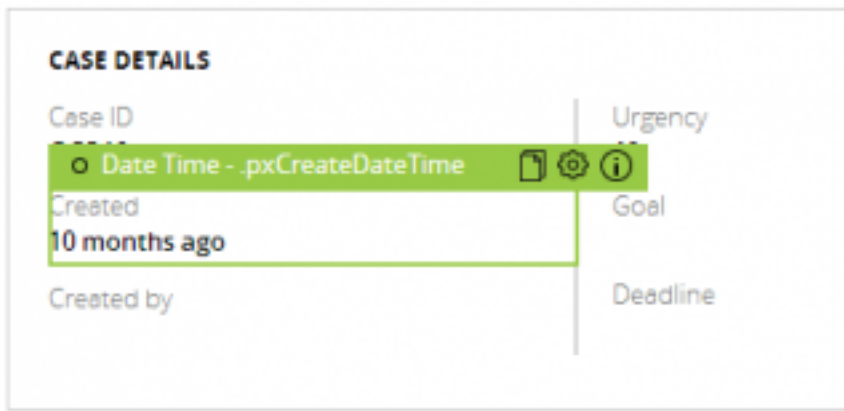 CASE DETAILS
Case ID
Urgency
Date Time - .pxCreateDateTime
Created
Goal
10 months ago
Created by
Deadline